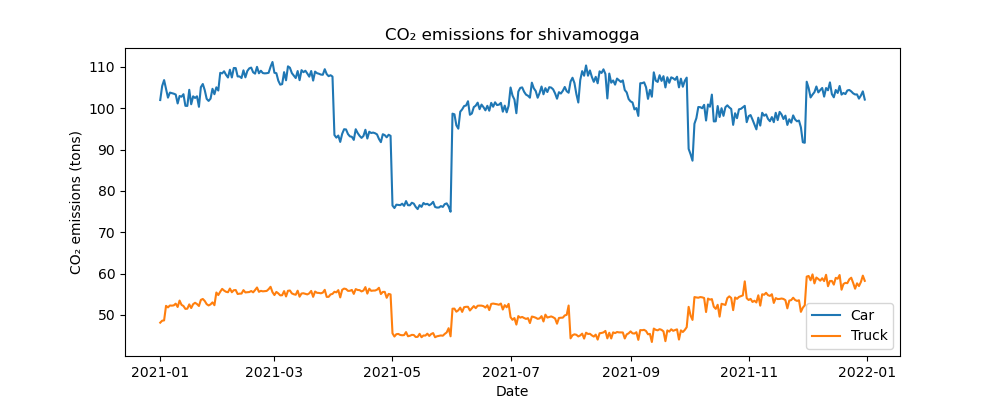 CO₂ emissions for shivamogga
CO₂ emissions (tons)
110
100
90
80
70
60
50
2021-01 2021-03 2021-05 2021-07 2021-09 2021-11 2022-01
Date
Car
Truck